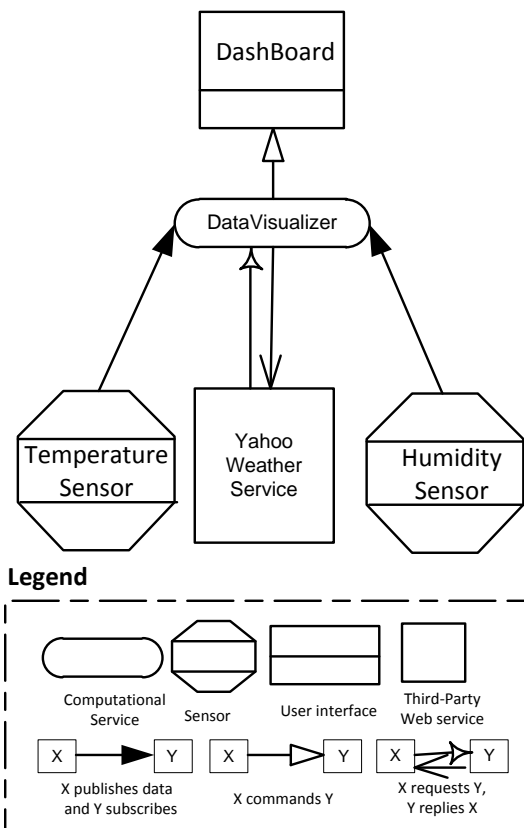 DashBoard
DataVisualizer
Temperature
Sensor
Yahoo
Weather
Service
Humidity
Sensor
Legend
Computational
Service
Sensor
User interface
Third-Party
Web service
X
Y
X
Y
X
Y
X publishes data
and Y subscribes
X commands Y
X requests Y,
Y replies X